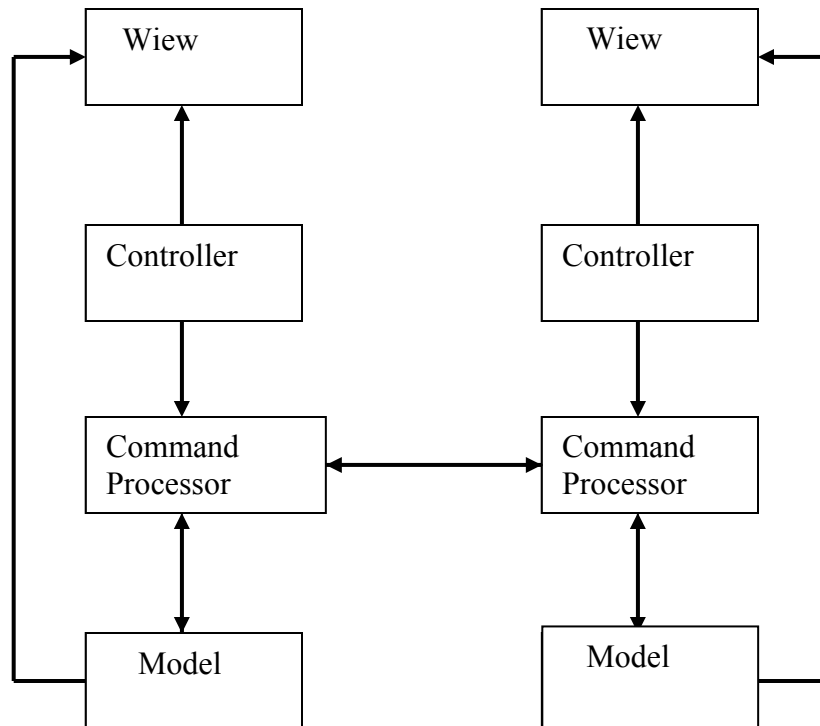 Wiew
Wiew
Controller
Controller
Command
Processor
Command
Processor
Model
Model